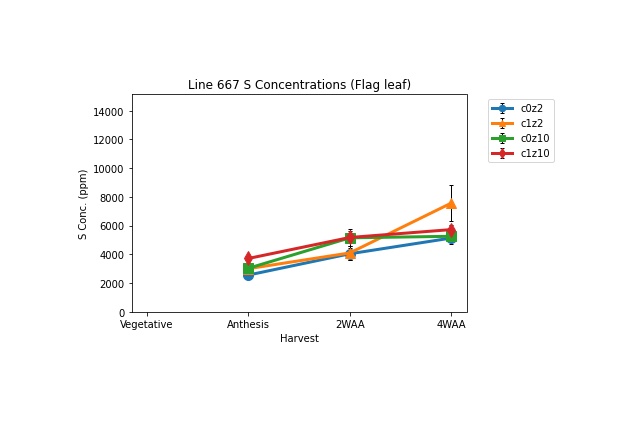 Line 667 S Concentrations (Flag leaf)
14000
12000
10000
8000
6000
4000
2000
0
S Conc. (ppm)
Vegetative Anthesis 2WAA 4WAA
Harvest
c0z2
c1z2
c0z10
c1z10